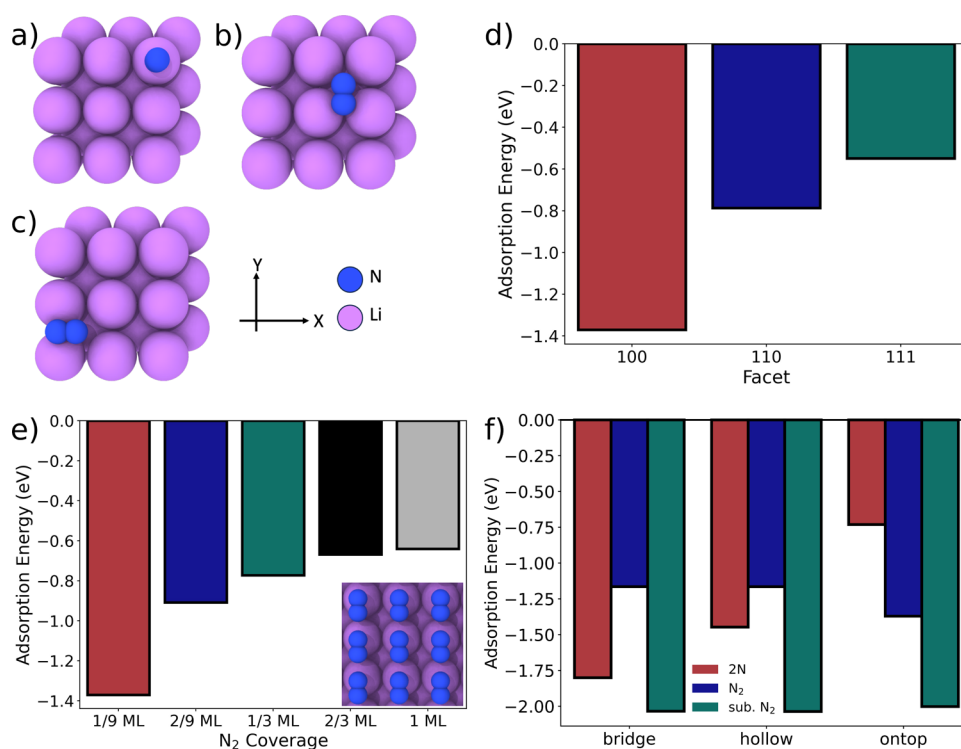 a)
b)
c)
Y
X
N
Li
d)
Adsorption Energy (eV)
0.0
−0.2
−0.4
−0.6
−0.8
−1.0
−1.2
−1.4
100 110 111
Facet
e)
Adsorption Energy (eV)
0.0
−0.2
−0.4
−0.6
−0.8
−1.0
−1.2
−1.4
1/9 ML 2/9 ML 1/3 ML 2/3 ML 1 ML
N₂ Coverage
f)
Adsorption Energy (eV)
0.00
−0.25
−0.50
−0.75
−1.00
−1.25
−1.50
−1.75
−2.00
2N
N₂
sub. N₂
bridge hollow ontop